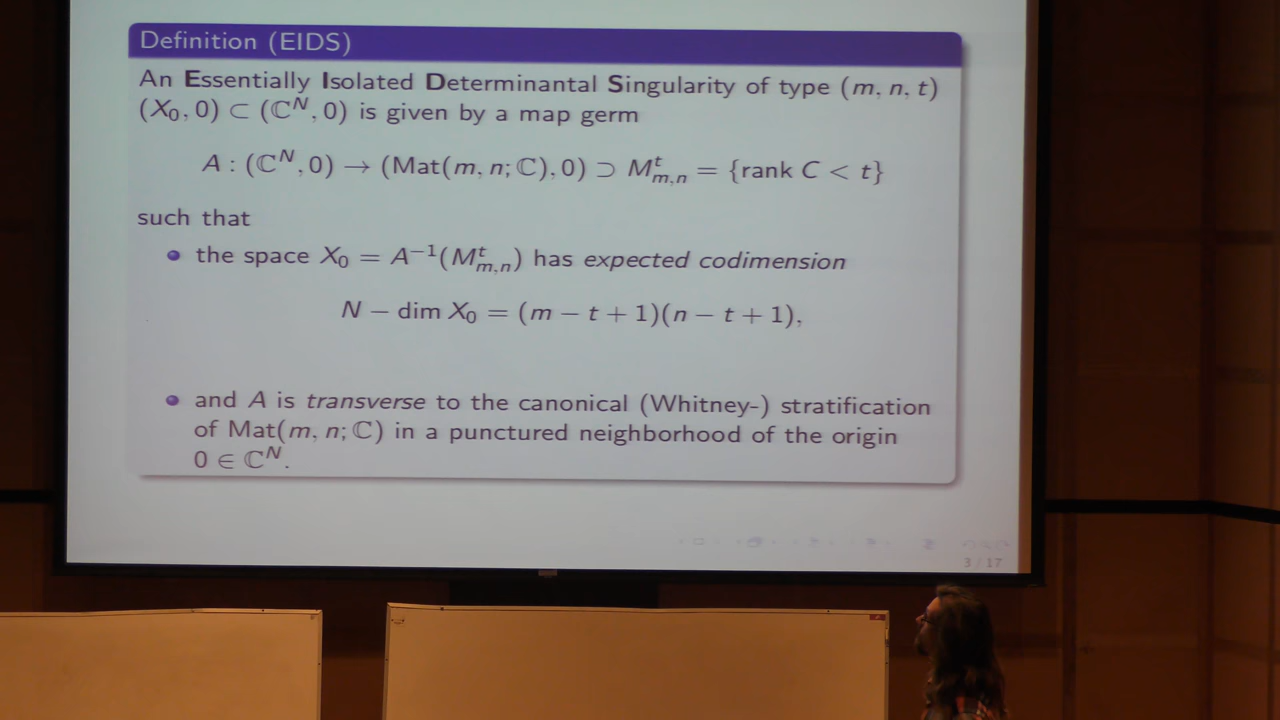 Definition (EIDS)
An Essentially Isolated Determinantal Singularity of type (m, n, t)
(X₀, 0) ⊂ (ℂᴺ, 0) is given by a map germ
A : (ℂᴺ, 0) → (Mat(m, n; ℂ), 0) ⊃ Mᵗₘ,ₙ = {rank C < t}
such that
• the space X₀ = A⁻¹(Mᵗₘ,ₙ) has expected codimension
N − dim X₀ = (m − t + 1)(n − t + 1),
• and A is transverse to the canonical (Whitney-) stratification
of Mat(m, n; ℂ) in a punctured neighborhood of the origin
0 ∈ ℂᴺ.
3 / 17